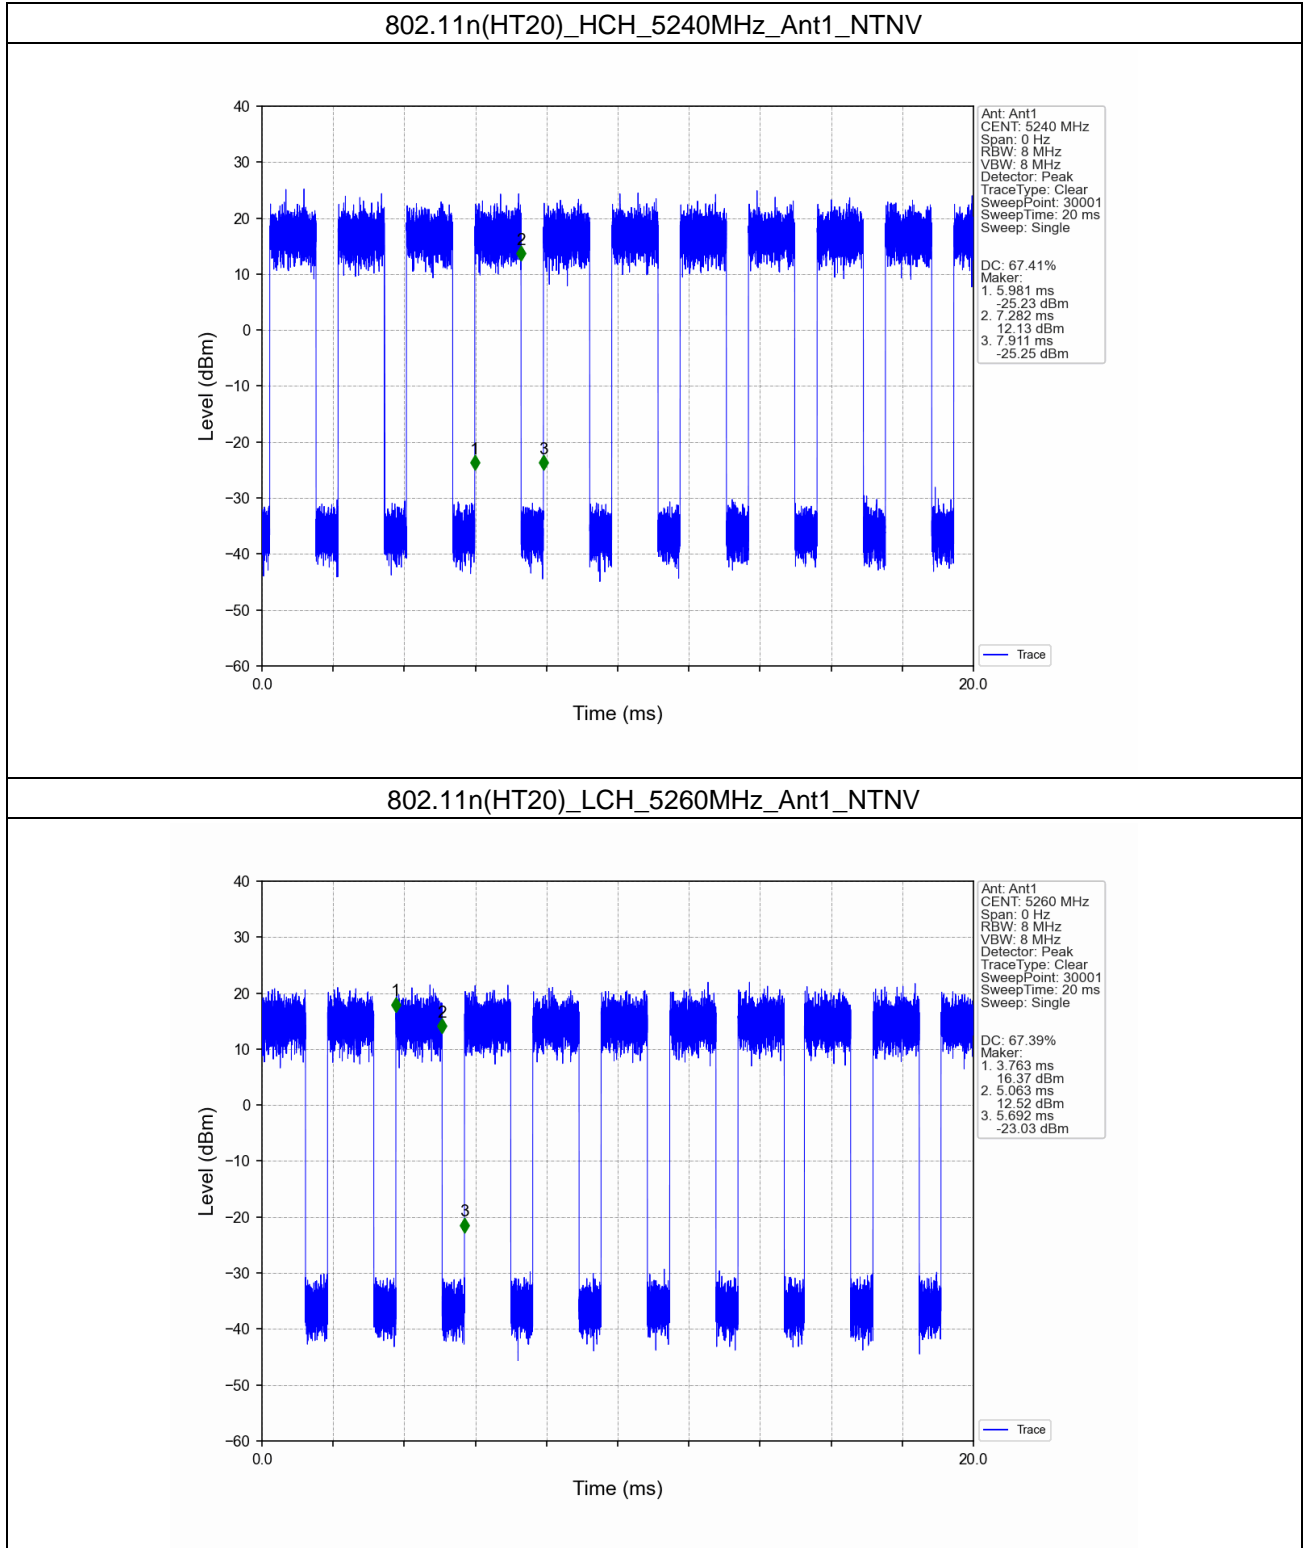 802.11n(HT20)_HCH_5240MHz_Ant1_NTNV
40
30
20
10
0
−10
−20
−30
−40
−50
−60
Level (dBm)
1
2
3
0.0
20.0
Time (ms)
Ant: Ant1
CENT: 5240 MHz
Span: 0 Hz
RBW: 8 MHz
VBW: 8 MHz
Detector: Peak
TraceType: Clear
SweepPoint: 30001
SweepTime: 20 ms
Sweep: Single
DC: 67.41%
Maker:
1. 5.981 ms
-25.23 dBm
2. 7.282 ms
12.13 dBm
3. 7.911 ms
-25.25 dBm
Trace
802.11n(HT20)_LCH_5260MHz_Ant1_NTNV
40
30
20
10
0
−10
−20
−30
−40
−50
−60
Level (dBm)
1
2
3
0.0
20.0
Time (ms)
Ant: Ant1
CENT: 5260 MHz
Span: 0 Hz
RBW: 8 MHz
VBW: 8 MHz
Detector: Peak
TraceType: Clear
SweepPoint: 30001
SweepTime: 20 ms
Sweep: Single
DC: 67.39%
Maker:
1. 3.763 ms
16.37 dBm
2. 5.063 ms
12.52 dBm
3. 5.692 ms
-23.03 dBm
Trace